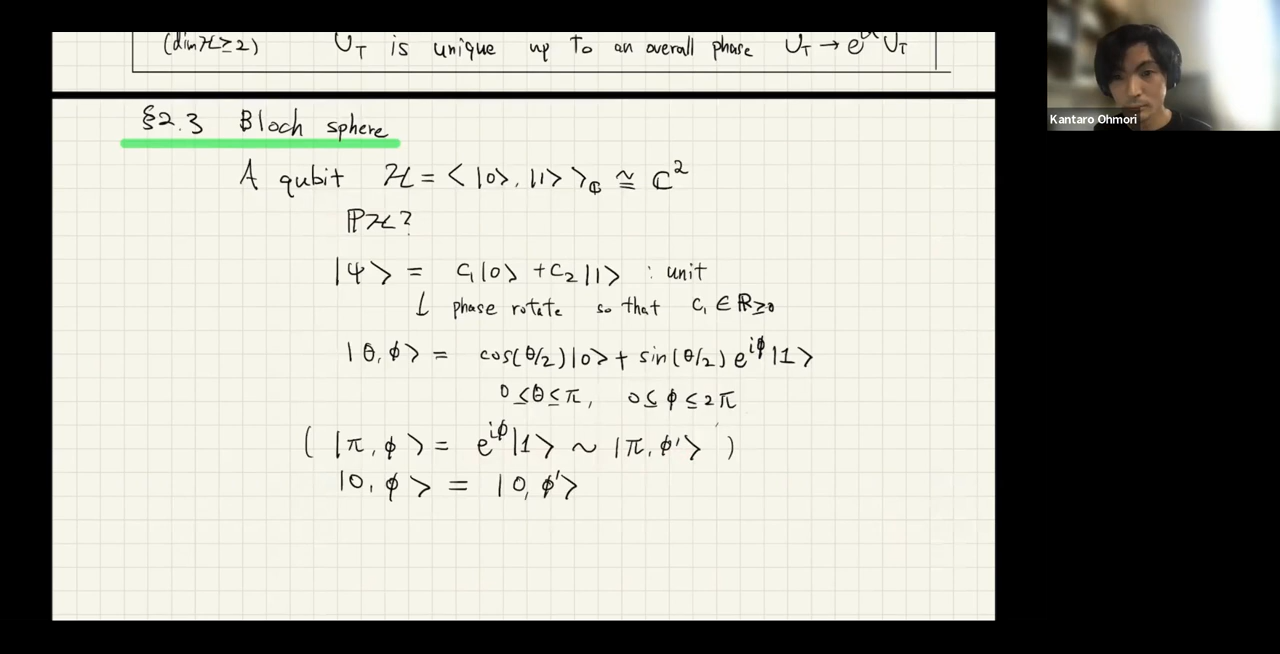 (dimℋ≥2) U_T is unique up to an overall phase U_T → e^{iα} U_T
§2.3 Bloch sphere
A qubit ℋ = < |0>, |1> >_ℂ ≅ ℂ²
ℙℋ?
|ψ> = c₁|0> + c₂|1> : unit
↓ phase rotate so that c₁ ∈ ℝ≥0
|θ, φ> = cos(θ/2)|0> + sin(θ/2) e^{iφ}|1>
0 ≤ θ ≤ π, 0 ≤ φ ≤ 2π
( |π, φ> = e^{iφ}|1> ~ |π, φ'> )
|0, φ> = |0, φ'>
Kantaro Ohmori